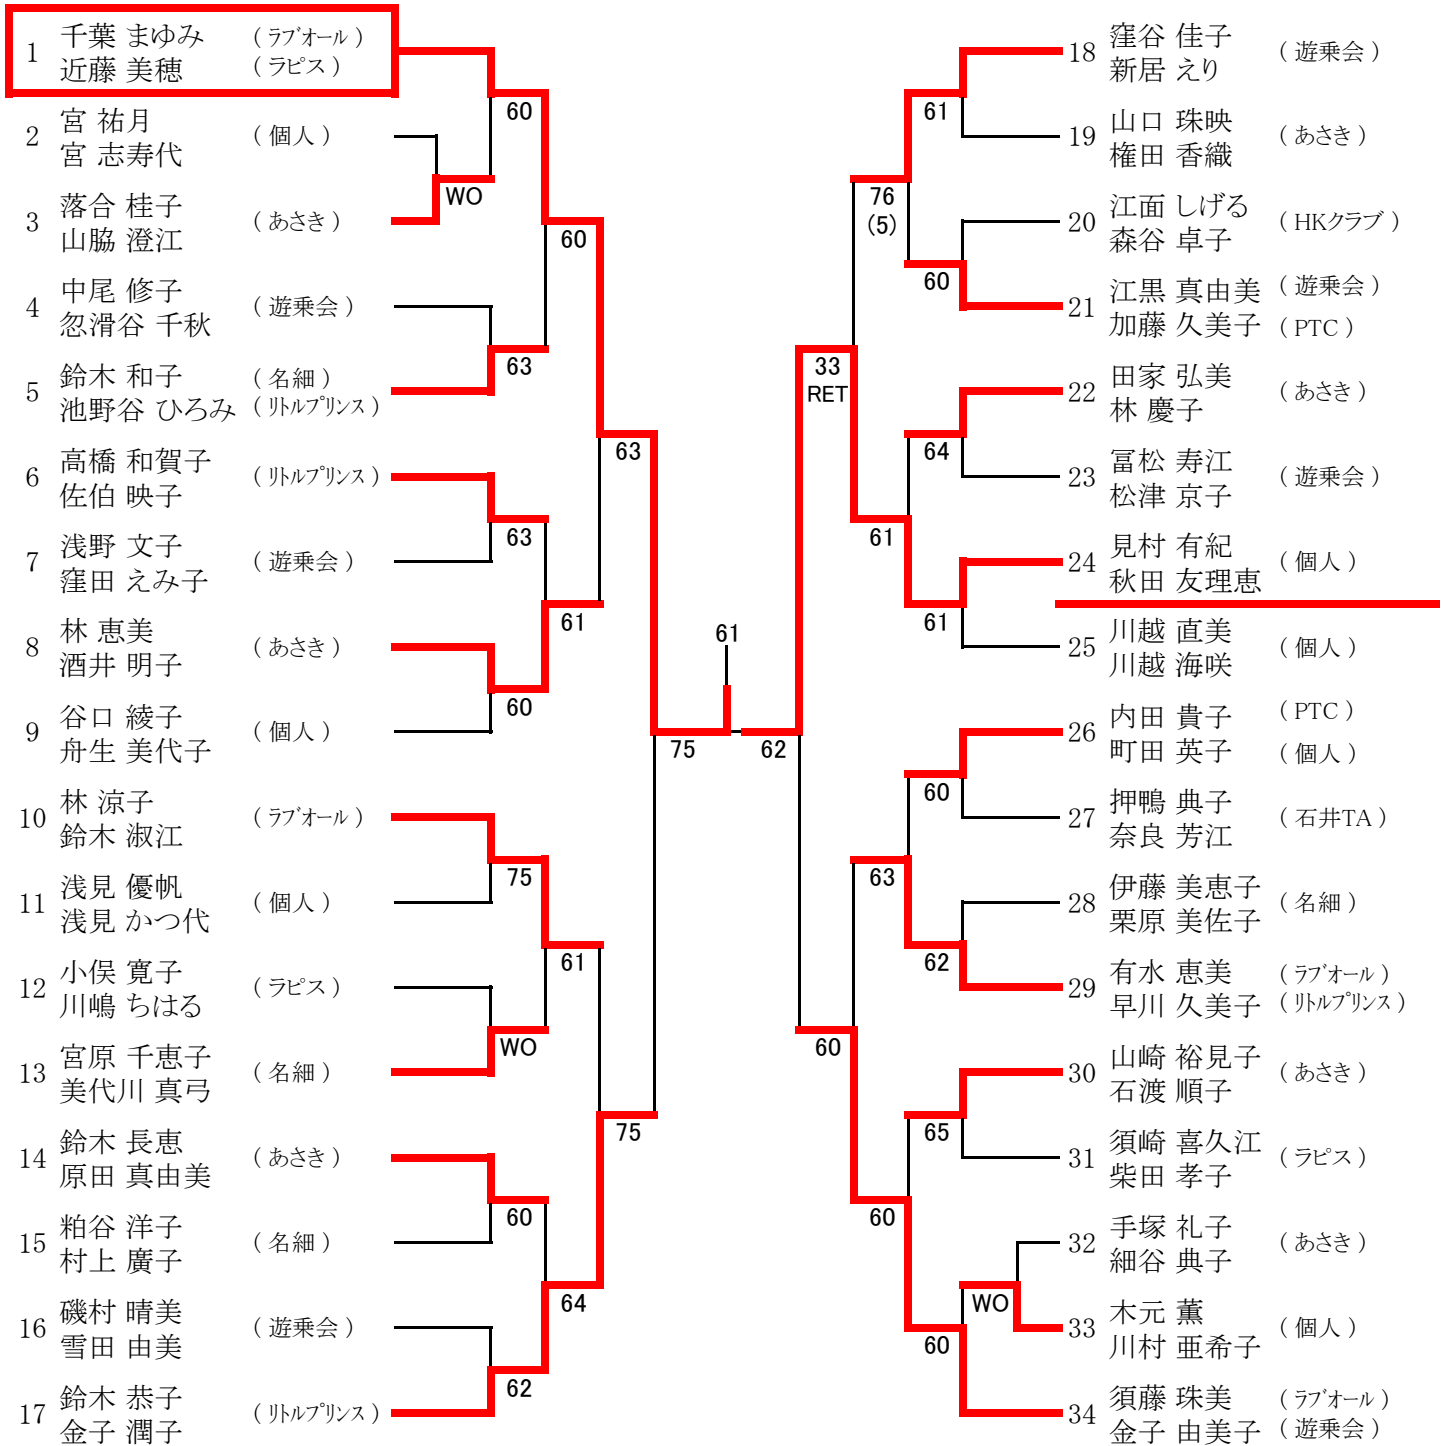 1 千葉 まゆみ (ラブオール)
近藤 美穂 (ラピス)
2 宮 祐月 (個人)
宮 志寿代
3 落合 桂子 (あさき)
山脇 澄江
4 中尾 修子 (遊乗会)
忽滑谷 千秋
5 鈴木 和子 (名細)
池野谷 ひろみ (リトルプリンス)
6 高橋 和賀子 (リトルプリンス)
佐伯 映子
7 浅野 文子 (遊乗会)
窪田 えみ子
8 林 恵美 (あさき)
酒井 明子
9 谷口 綾子 (個人)
舟生 美代子
10 林 涼子 (ラブオール)
鈴木 淑江
11 浅見 優帆 (個人)
浅見 かつ代
12 小俣 寛子 (ラピス)
川嶋 ちはる
13 宮原 千恵子 (名細)
美代川 真弓
14 鈴木 長恵 (あさき)
原田 真由美
15 粕谷 洋子 (名細)
村上 廣子
16 磯村 晴美 (遊乗会)
雪田 由美
17 鈴木 恭子 (リトルプリンス)
金子 潤子
60
WO
60
63
63
63
61
60
75
61
WO
75
60
64
62
75
61
62
18 窪谷 佳子 (遊乗会)
新居 えり
19 山口 珠映 (あさき)
権田 香織
20 江面 しげる (HKクラブ)
森谷 卓子
21 江黒 真由美 (遊乗会)
加藤 久美子 (PTC)
22 田家 弘美 (あさき)
林 慶子
23 冨松 寿江 (遊乗会)
松津 京子
24 見村 有紀 (個人)
秋田 友理恵
25 川越 直美 (個人)
川越 海咲
26 内田 貴子 (PTC)
町田 英子 (個人)
27 押鴨 典子 (石井TA)
奈良 芳江
28 伊藤 美恵子 (名細)
栗原 美佐子
29 有水 恵美 (ラブオール)
早川 久美子 (リトルプリンス)
30 山崎 裕見子 (あさき)
石渡 順子
31 須崎 喜久江 (ラピス)
柴田 孝子
32 手塚 礼子 (あさき)
細谷 典子
33 木元 薫 (個人)
川村 亜希子
34 須藤 珠美 (ラブオール)
金子 由美子 (遊乗会)
61
76
(5)
60
33
RET
64
61
61
60
63
62
60
65
60
WO
60